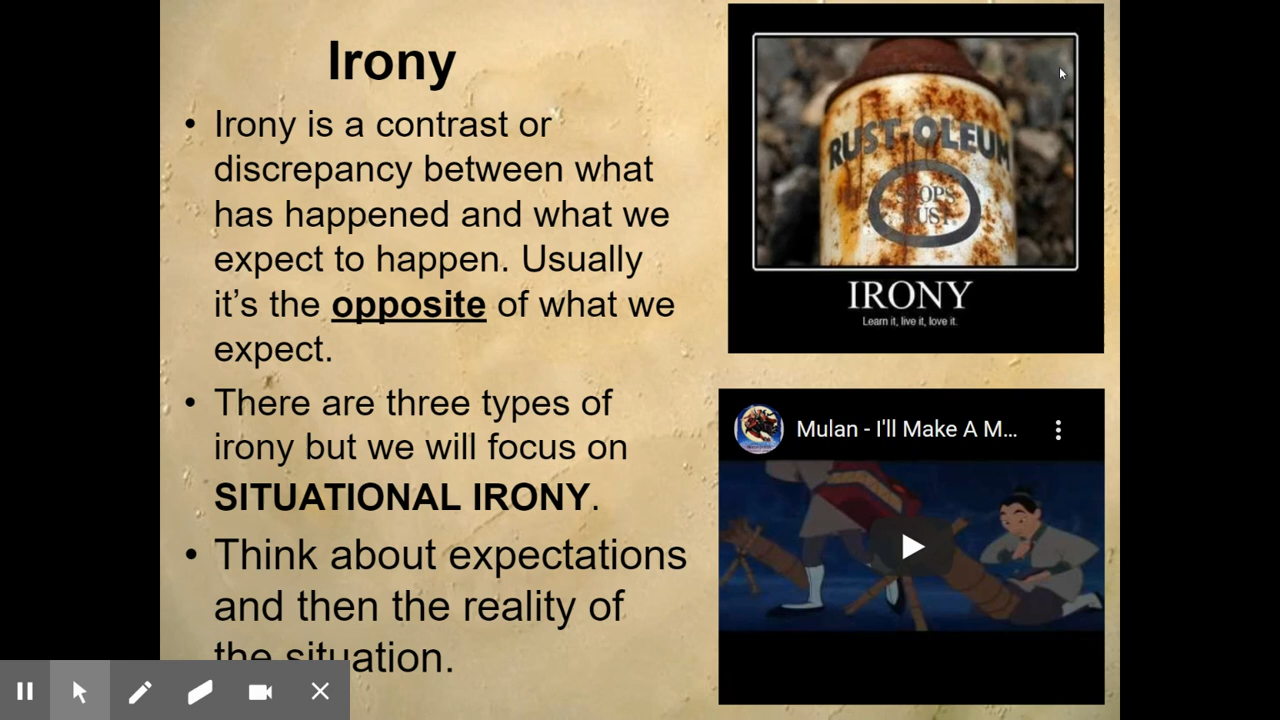 Irony
• Irony is a contrast or
discrepancy between what
has happened and what we
expect to happen. Usually
it’s the opposite of what we
expect.
• There are three types of
irony but we will focus on
SITUATIONAL IRONY.
• Think about expectations
and then the reality of
the situation.
RUST-OLEUM
STOPS
RUST
IRONY
Learn it, live it, love it.
Mulan - I'll Make A M...